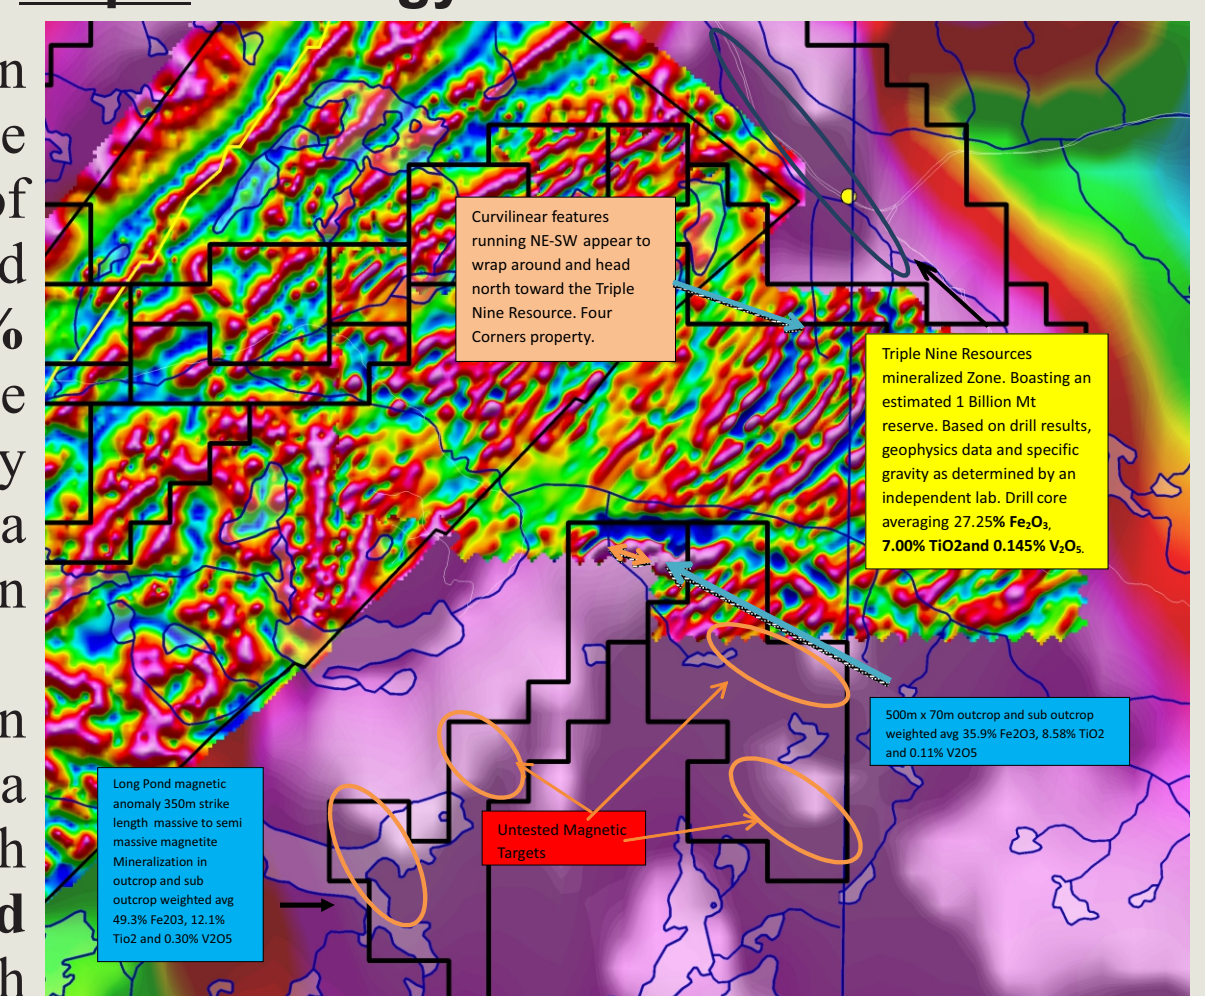 n
e
of
d
%
e
y
a
n
n
a
h
d
h
Curvilinear features
running NE-SW appear to
wrap around and head
north toward the Triple
Nine Resource. Four
Corners property.
Triple Nine Resources
mineralized Zone. Boasting an
estimated 1 Billion Mt
reserve. Based on drill results,
geophysics data and specific
gravity as determined by an
independent lab. Drill core
averaging 27.25% Fe₂O₃,
7.00% TiO2and 0.145% V₂O₅.
500m x 70m outcrop and sub outcrop
weighted avg 35.9% Fe2O3, 8.58% TiO2
and 0.11% V2O5
Long Pond magnetic
anomaly 350m strike
length massive to semi
massive magnetite
Mineralization in
outcrop and sub
outcrop weighted avg
49.3% Fe203, 12.1%
Tio2 and 0.30% V2O5
Untested Magnetic
Targets